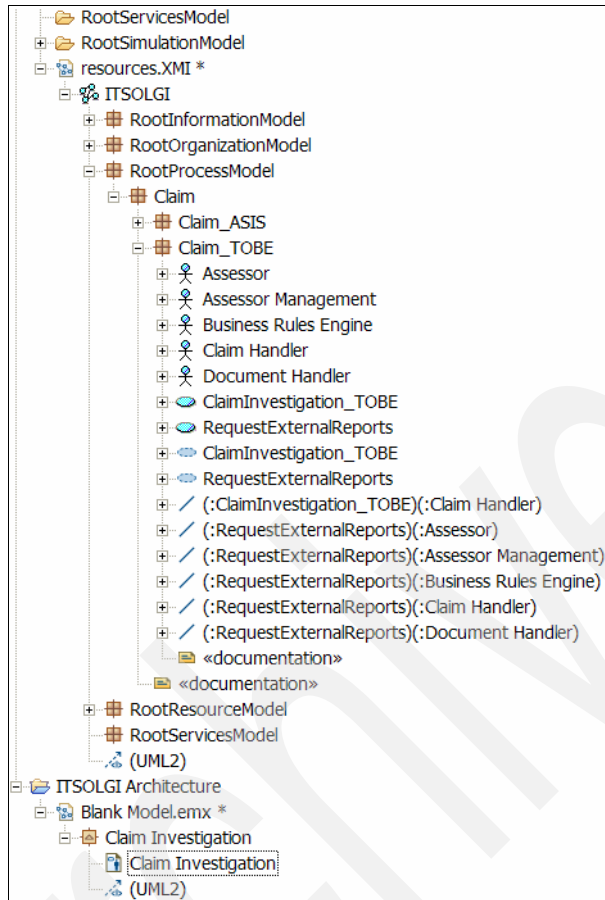 RootServicesModel
RootSimulationModel
resources.XMI *
ITSOLGI
RootInformationModel
RootOrganizationModel
RootProcessModel
Claim
Claim_ASIS
Claim_TOBE
Assessor
Assessor Management
Business Rules Engine
Claim Handler
Document Handler
ClaimInvestigation_TOBE
RequestExternalReports
ClaimInvestigation_TOBE
RequestExternalReports
(:ClaimInvestigation_TOBE)(:Claim Handler)
(:RequestExternalReports)(:Assessor)
(:RequestExternalReports)(:Assessor Management)
(:RequestExternalReports)(:Business Rules Engine)
(:RequestExternalReports)(:Claim Handler)
(:RequestExternalReports)(:Document Handler)
«documentation»
«documentation»
RootResourceModel
RootServicesModel
(UML2)
ITSOLGI Architecture
Blank Model.emx *
Claim Investigation
Claim Investigation
(UML2)